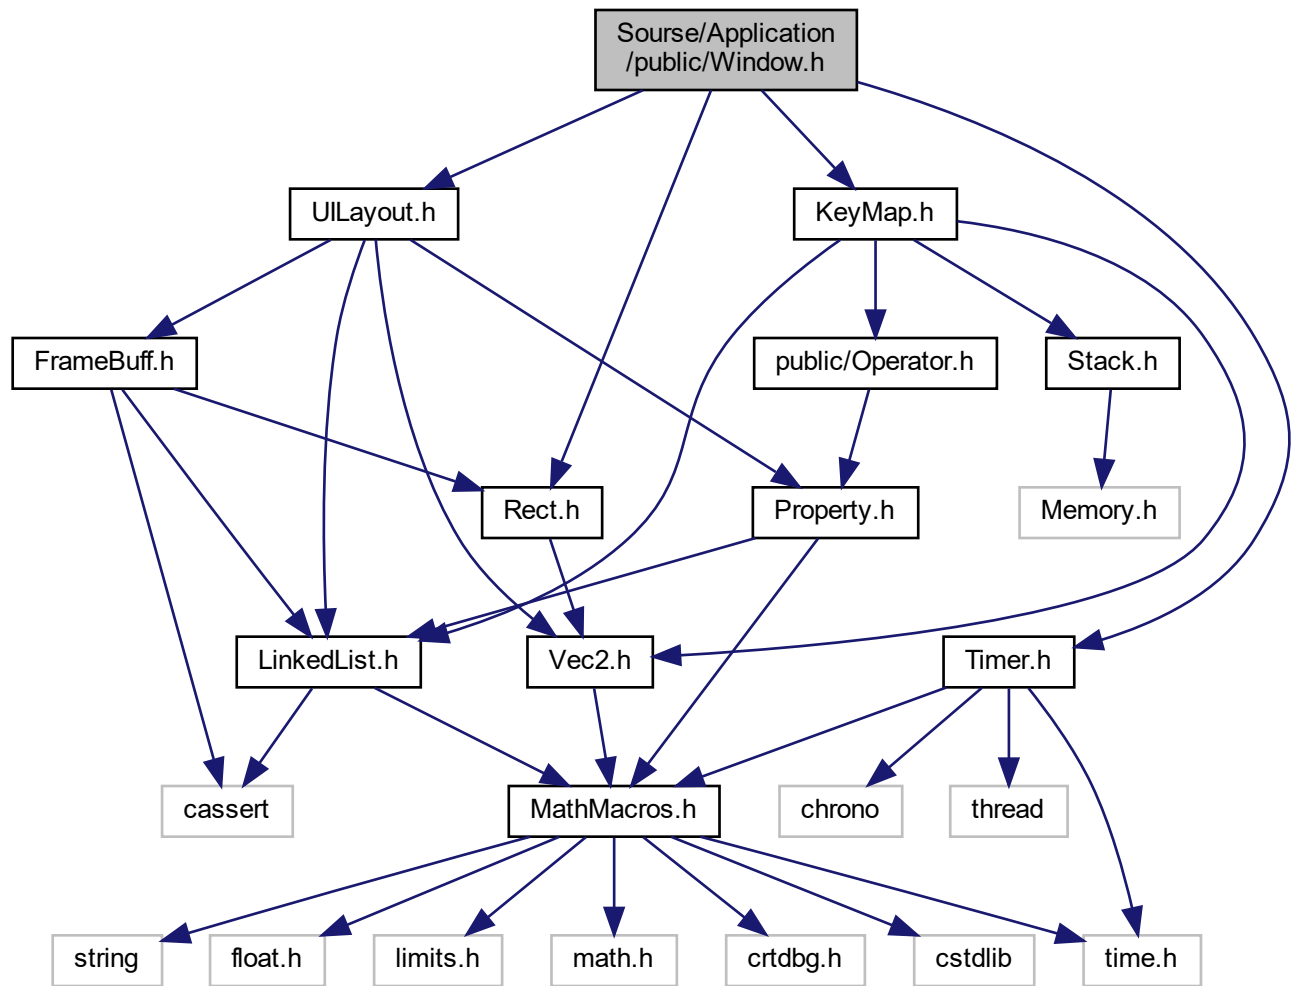 Sourse/Application
/public/Window.h
UILayout.h
KeyMap.h
FrameBuff.h
public/Operator.h
Stack.h
Rect.h
Property.h
Memory.h
LinkedList.h
Vec2.h
Timer.h
cassert
MathMacros.h
chrono
thread
string
float.h
limits.h
math.h
crtdbg.h
cstdlib
time.h